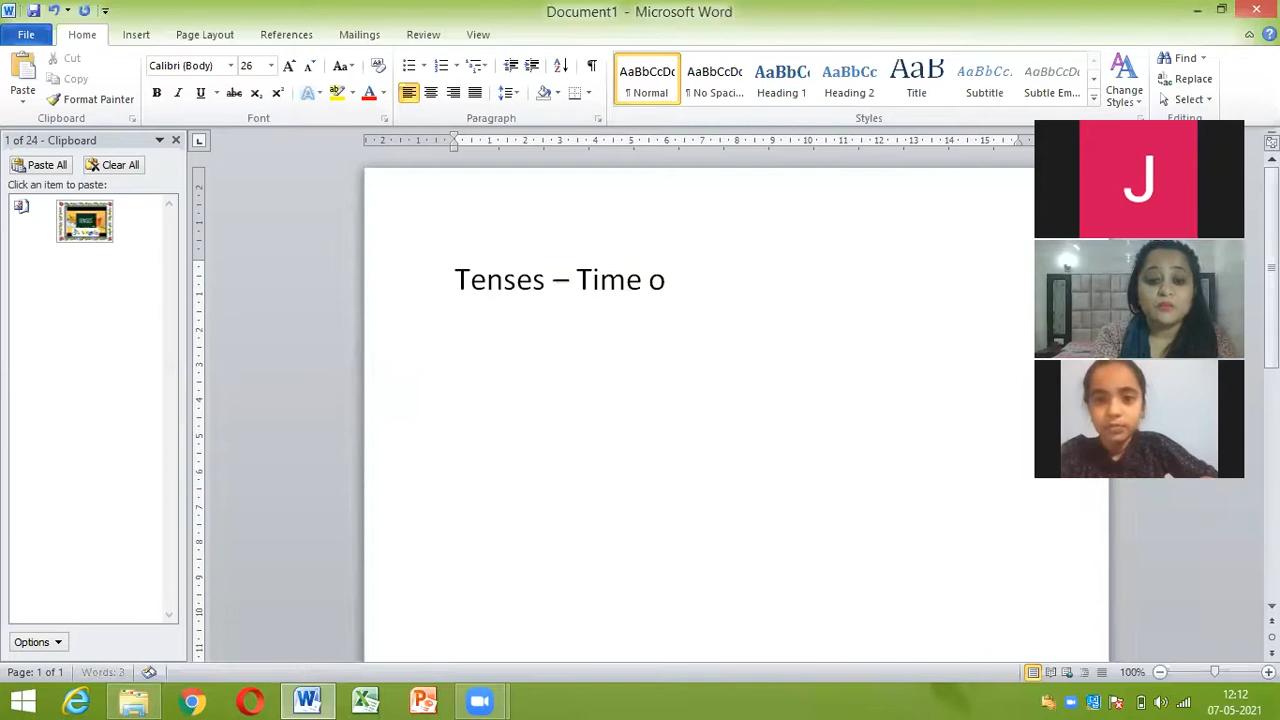 Document1 - Microsoft Word
File Home Insert Page Layout References Mailings Review View
Paste Cut Copy Format Painter
Calibri (Body) 26
AaBbCcDc AaBbCcDc AaBbC AaBbCc AaB AaBbCcL AaBbCcDc
¶ Normal ¶ No Spaci... Heading 1 Heading 2 Title Subtitle Subtle Em...
Change Styles
Find Replace Select
Clipboard Font Paragraph Styles Editing
1 of 24 - Clipboard
Paste All Clear All
Click an item to paste:
TENSES
J
Tenses – Time o
Options
Page: 1 of 1 Words: 3 100%
12:12
07-05-2021